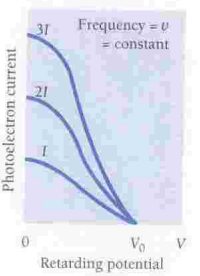 3I
Frequency = υ
= constant
2I
I
Photoelectron current
0
V₀
V
Retarding potential